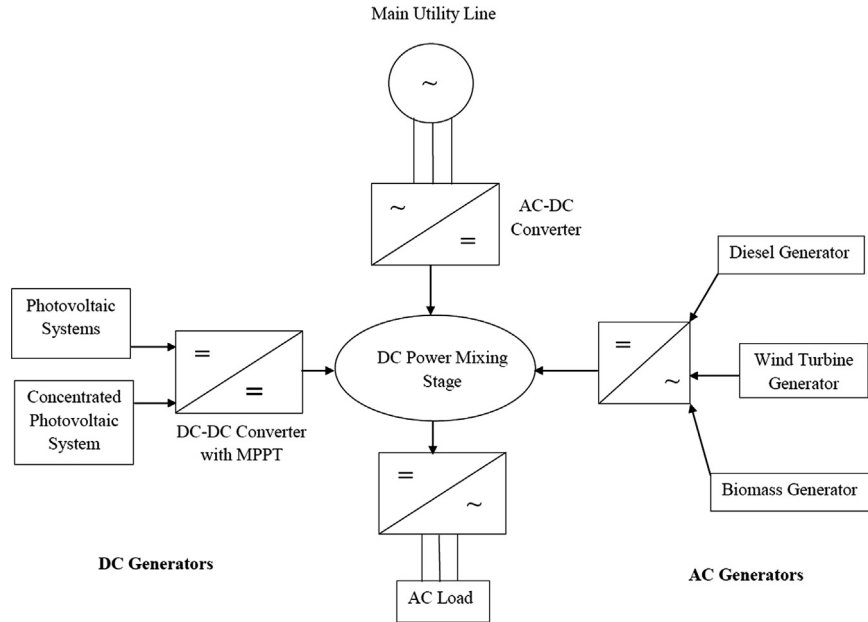 Main Utility Line
~
~
=
AC-DC
Converter
Diesel Generator
Photovoltaic
Systems
=
=
DC Power Mixing
Stage
=
~
Wind Turbine
Generator
Concentrated
Photovoltaic
System
DC-DC Converter
with MPPT
=
~
Biomass Generator
DC Generators
AC Generators
AC Load